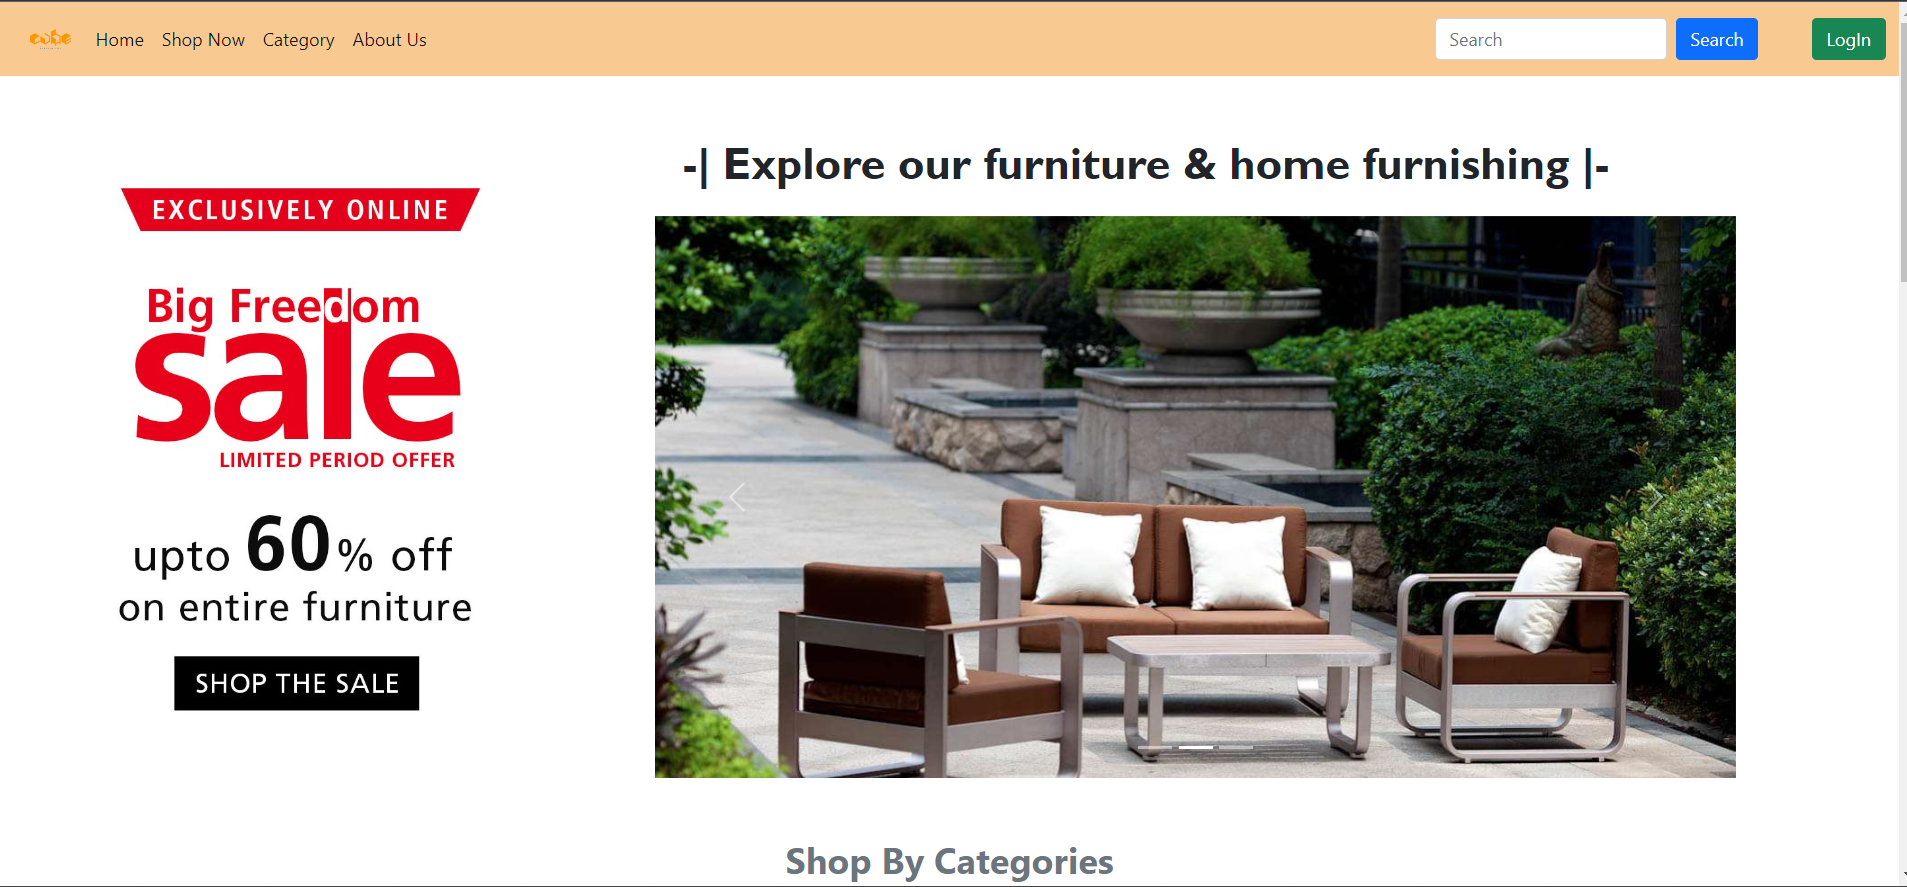 Home Shop Now Category About Us Search Search LogIn
-| Explore our furniture & home furnishing |-
EXCLUSIVELY ONLINE
Big Freedom
sale
LIMITED PERIOD OFFER
upto 60% off
on entire furniture
SHOP THE SALE
Shop By Categories